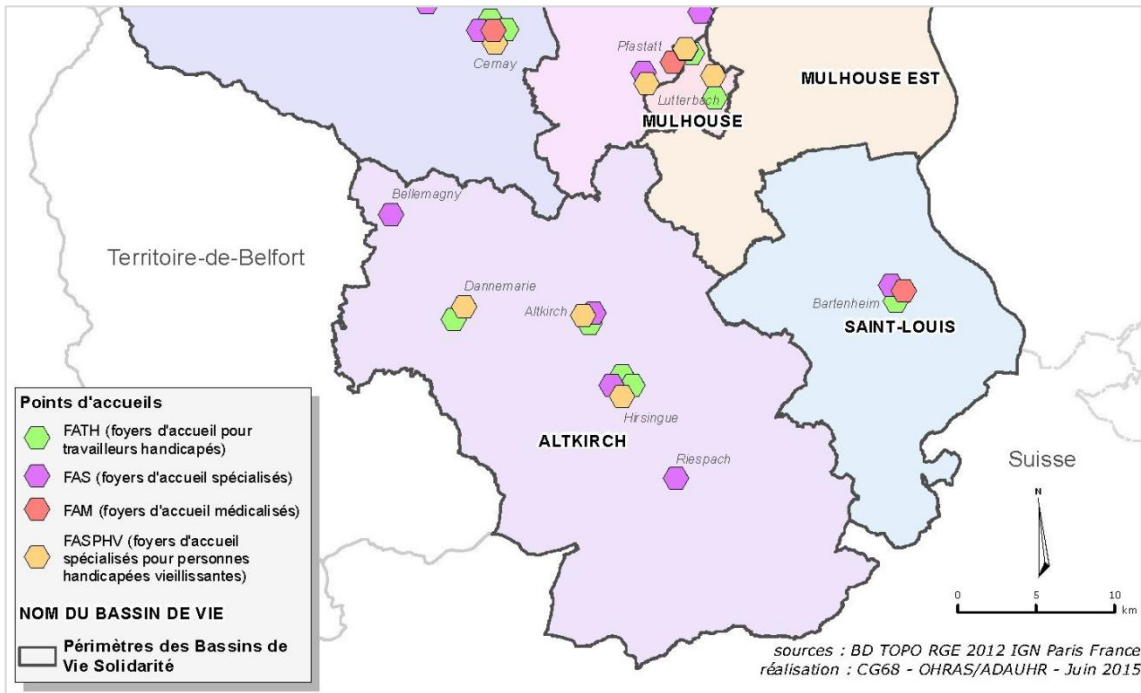 Cernay
Pfastatt
Lutterbach
MULHOUSE EST
MULHOUSE
Bellemagny
Territoire-de-Belfort
Dannemarie
Altkirch
Bartenheim
SAINT-LOUIS
Hirsingue
ALTKIRCH
Riespach
Suisse
Points d'accueils
FATH (foyers d'accueil pour
travailleurs handicapés)
FAS (foyers d'accueil spécialisés)
FAM (foyers d'accueil médicalisés)
FASPHV (foyers d'accueil
spécialisés pour personnes
handicapées vieillissantes)
NOM DU BASSIN DE VIE
Périmètres des Bassins de
Vie Solidarité
N
0 5 10
km
sources : BD TOPO RGE 2012 IGN Paris France
réalisation : CG68 - OHRAS/ADAUHR - Juin 2015